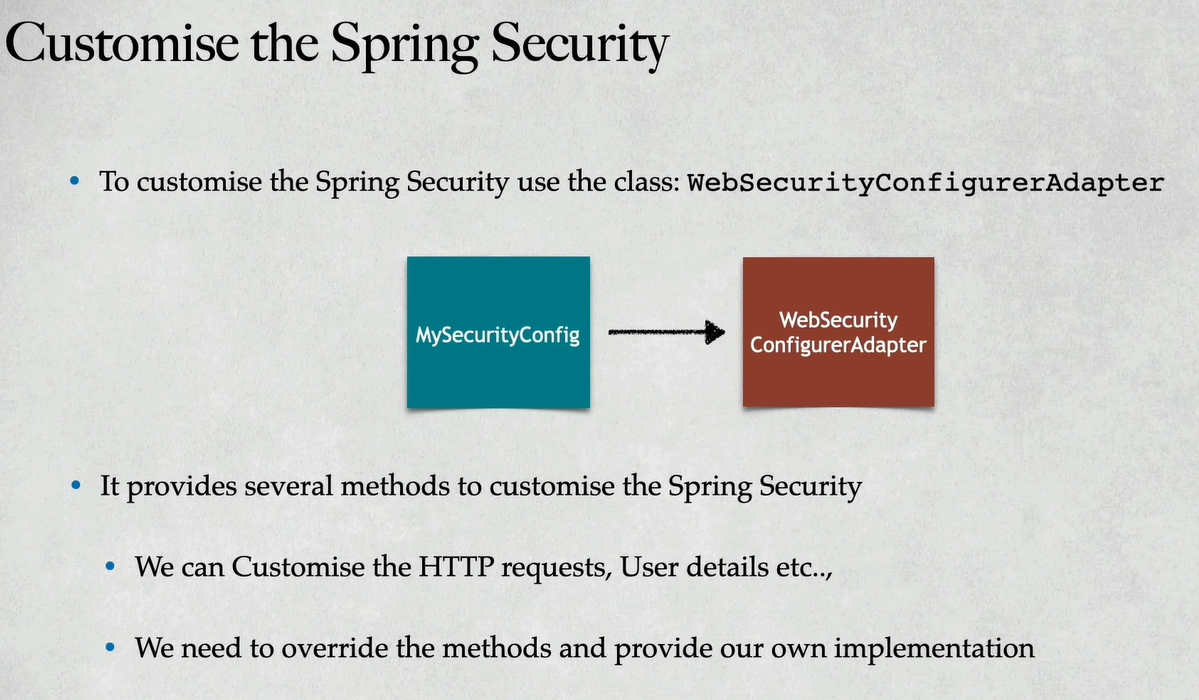 Customise the Spring Security
• To customise the Spring Security use the class: WebSecurityConfigurerAdapter
MySecurityConfig
WebSecurity
ConfigurerAdapter
• It provides several methods to customise the Spring Security
• We can Customise the HTTP requests, User details etc..,
• We need to override the methods and provide our own implementation